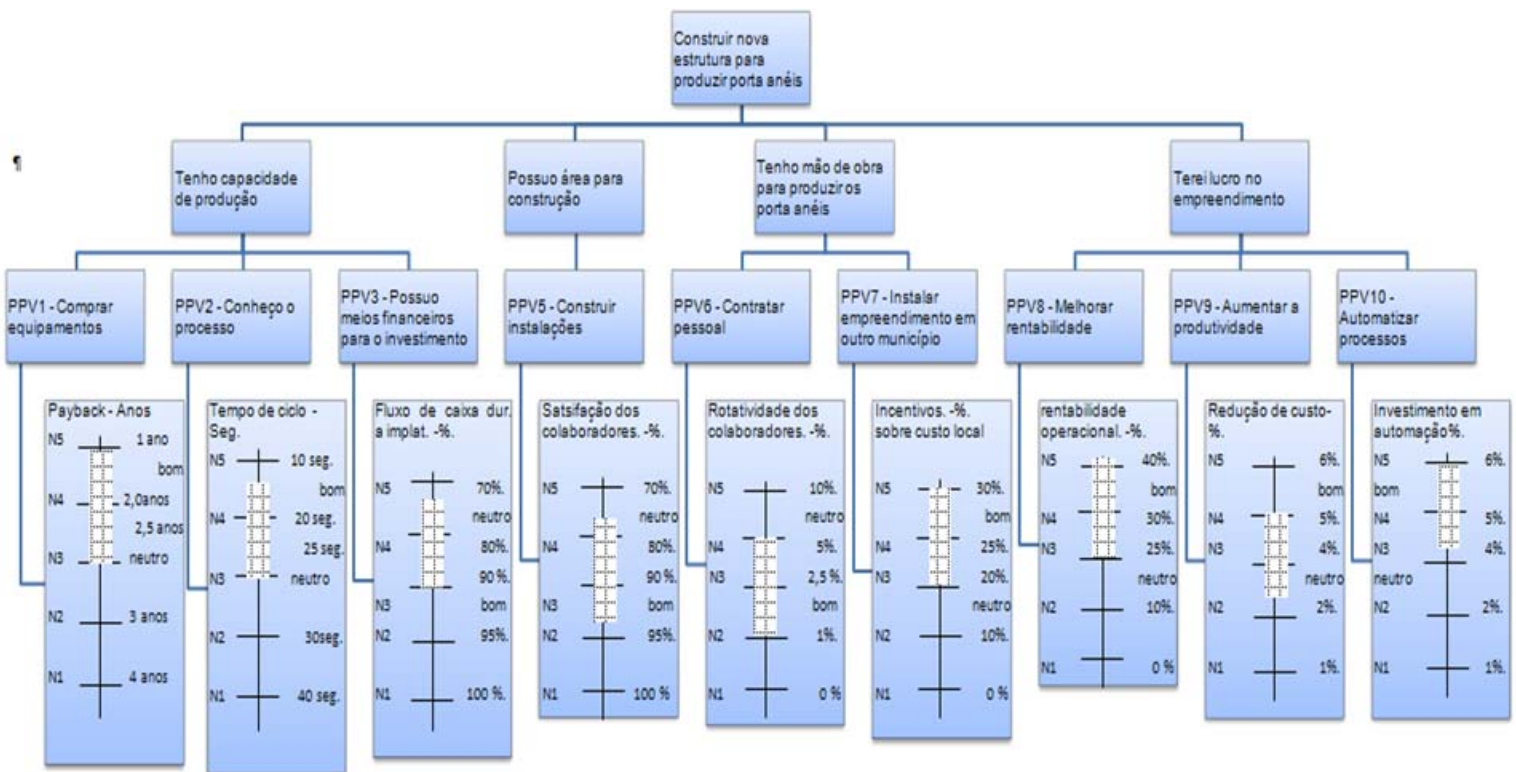 Construir nova
estrutura para
produzir porta anéis
¶
Tenho capacidade
de produção
Possuo área para
construção
Tenho mão de obra
para produzir os
porta anéis
Terei lucro no
empreendimento
PPV1 - Comprar
equipamentos
PPV2 - Conheço o
processo
PPV3 - Possuo
meios financeiros
para o investimento
PPV5 - Construir
instalações
PPV6 - Contratar
pessoal
PPV7 - Instalar
empreendimento em
outro município
PPV8 - Melhorar
rentabilidade
PPV9 - Aumentar a
produtividade
PPV10 -
Automatizar
processos
Payback - Anos
N5 1 ano
bom
N4 2,0anos
2,5 anos
N3 neutro
N2 3 anos
N1 4 anos
Tempo de ciclo -
Seg.
N5 10 seg.
bom
N4 20 seg.
25 seg.
N3 neutro
N2 30seg.
N1 40 seg.
Fluxo de caixa dur.
a implat. -%.
N5 70%.
neutro
N4 80%.
90 %.
N3 bom
N2 95%.
N1 100 %.
Satsifação dos
colaboradores. -%.
N5 70%.
neutro
N4 80%.
90 %.
N3 bom
N2 95%.
N1 100 %
Rotatividade dos
colaboradores. -%.
N5 10%.
neutro
N4 5%.
N3 2,5 %.
bom
N2 1%.
N1 0 %
Incentivos. -%.
sobre custo local
N5 30%.
bom
N4 25%.
N3 20%.
neutro
N2 10%.
N1 0 %
rentabilidade
operacional. -%.
N5 40%.
bom
N4 30%.
N3 25%.
neutro
N2 10%.
N1 0 %
Redução de custo-
%.
N5 6%.
bom
N4 5%.
N3 4%.
neutro
N2 2%.
N1 1%.
Investimento em
automação%.
N5 6%.
bom
N4 5%.
N3 4%.
neutro
N2 2%.
N1 1%.